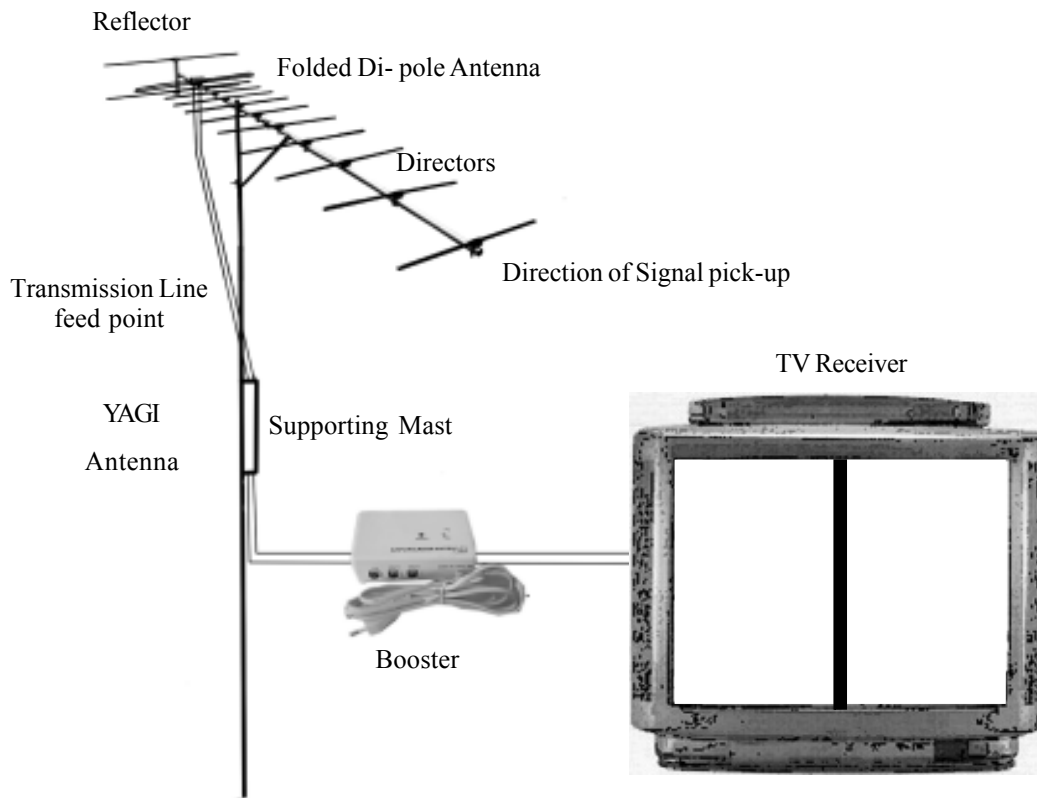 Reflector
Folded Di- pole Antenna
Directors
Direction of Signal pick-up
Transmission Line
feed point
TV Receiver
YAGI
Antenna
Supporting Mast
Booster